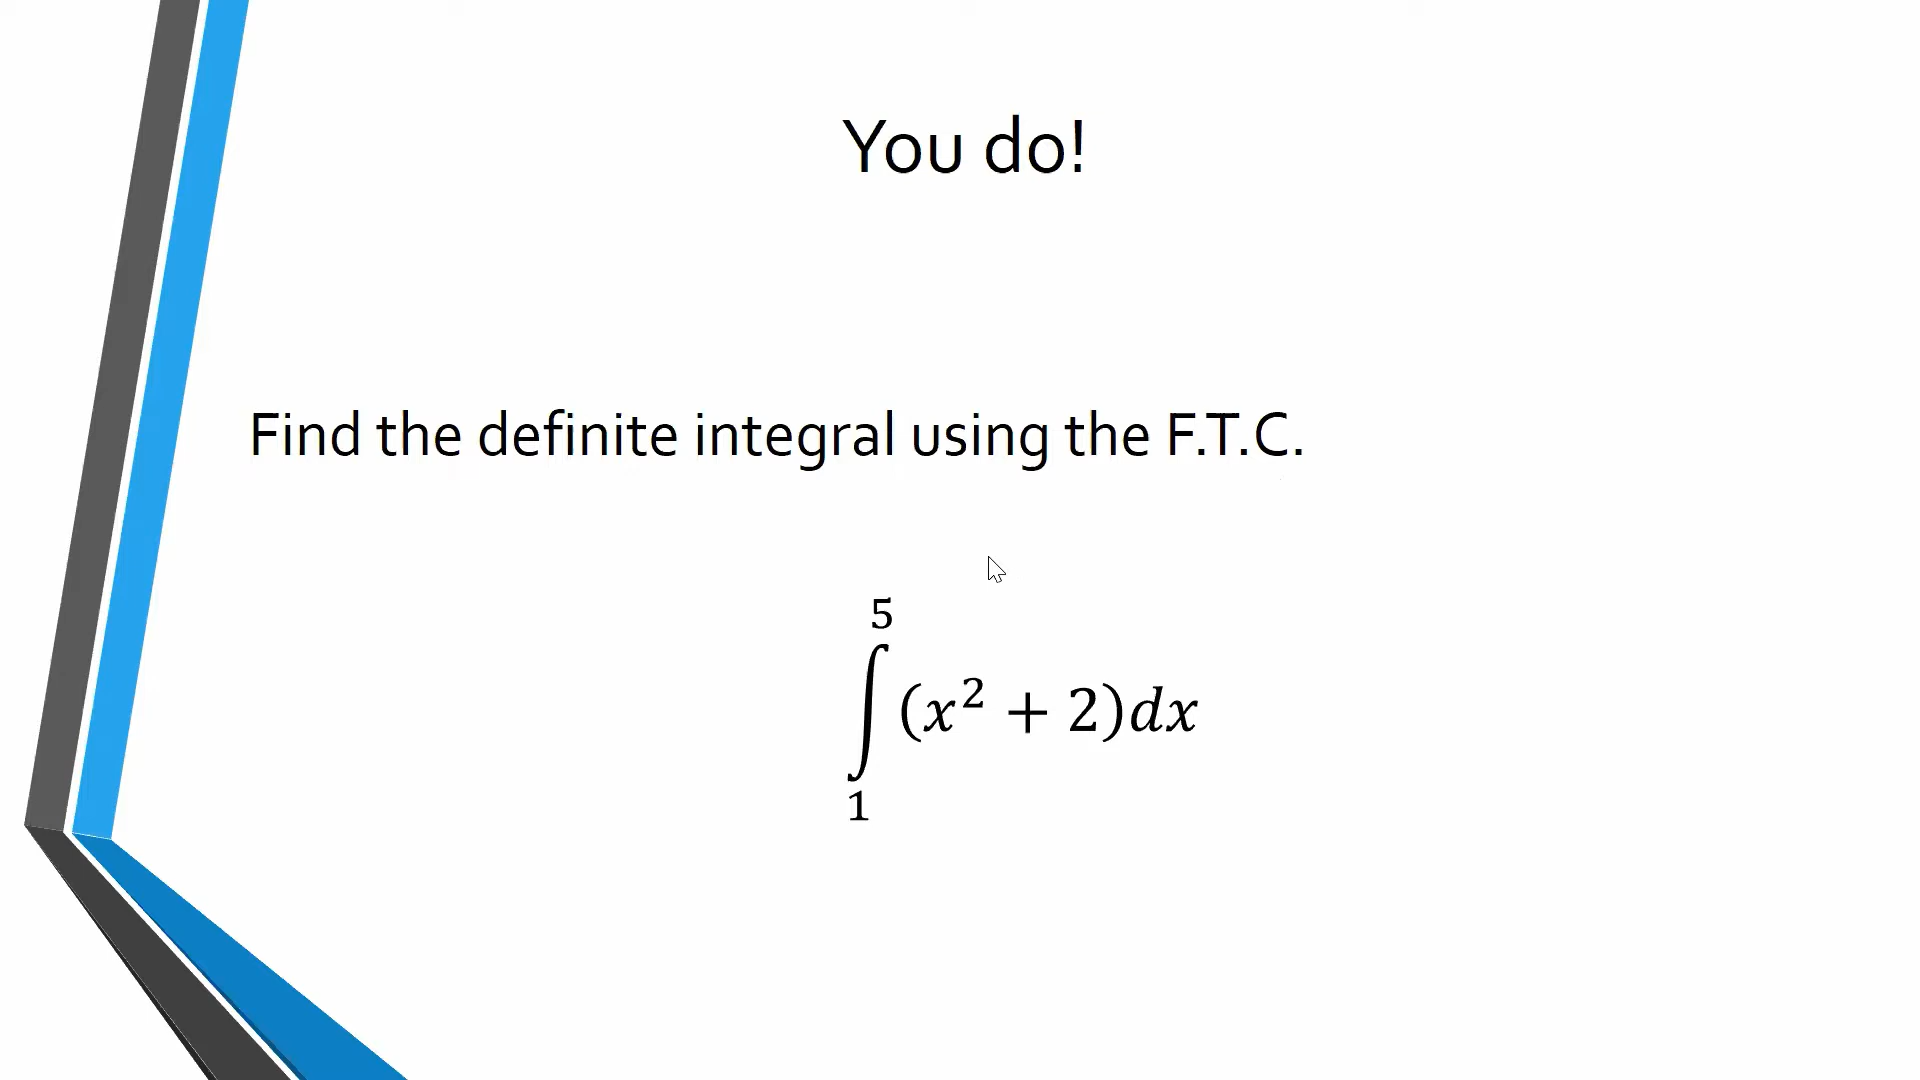 You do!
Find the definite integral using the F.T.C.
5
∫(x² + 2)dx
1